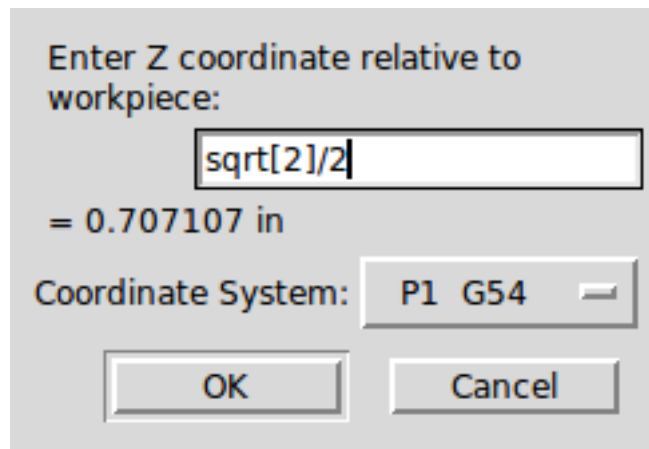 Enter Z coordinate relative to
workpiece:
sqrt[2]/2
= 0.707107 in
Coordinate System: P1 G54
OK Cancel